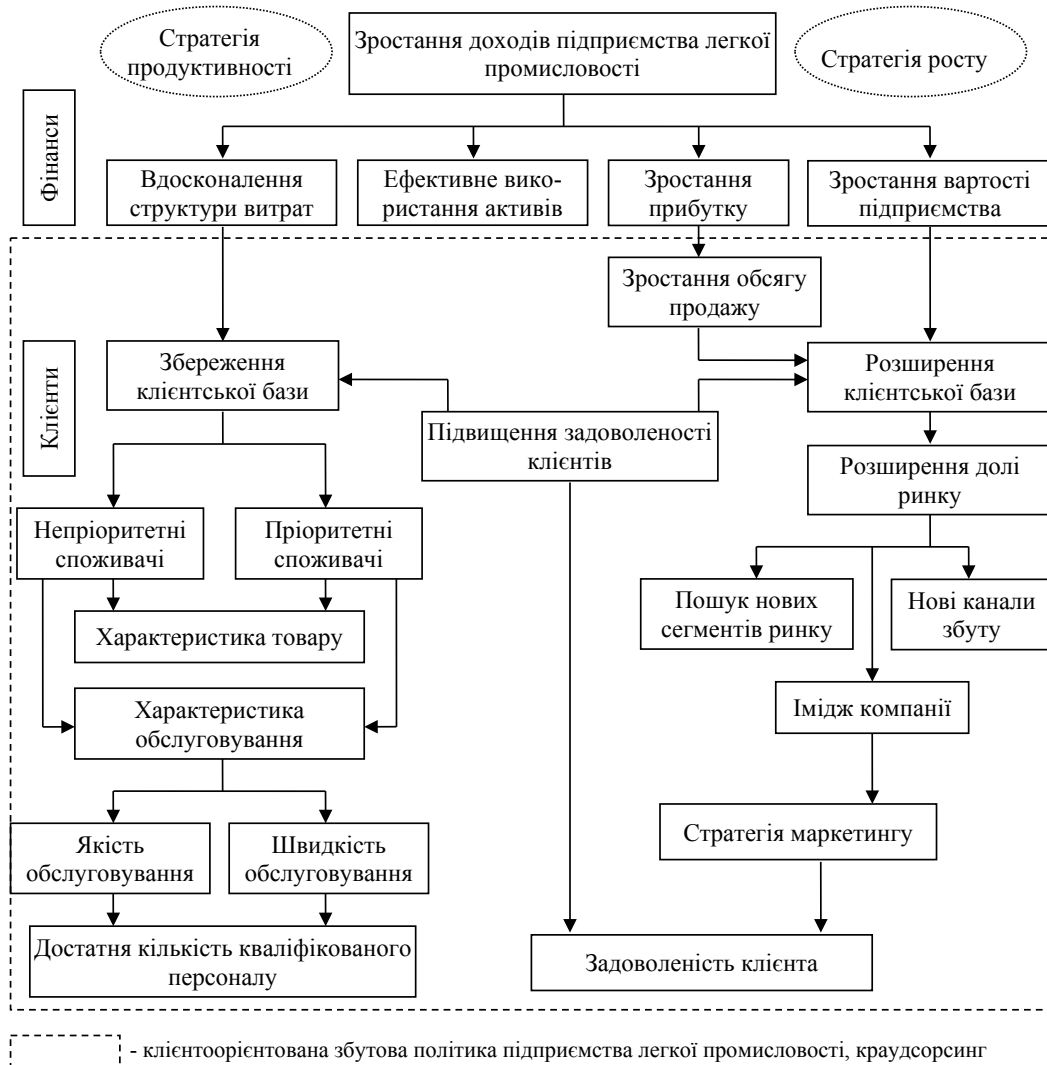 Стратегія
продуктивності
Зростання доходів підприємства легкої
промисловості
Стратегія росту
Фінанси
Вдосконалення
структури витрат
Ефективне вико-
ристання активів
Зростання
прибутку
Зростання вартості
підприємства
Зростання обсягу
продажу
Клієнти
Збереження
клієнтської бази
Розширення
клієнтської бази
Підвищення задоволеності
клієнтів
Розширення долі
ринку
Непріоритетні
споживачі
Пріоритетні
споживачі
Пошук нових
сегментів ринку
Нові канали
збуту
Характеристика товару
Характеристика
обслуговування
Імідж компанії
Якість
обслуговування
Швидкість
обслуговування
Стратегія маркетингу
Достатня кількість кваліфікованого
персоналу
Задоволеність клієнта
- клієнтоорієнтована збутова політика підприємства легкої промисловості, краудсорсинг